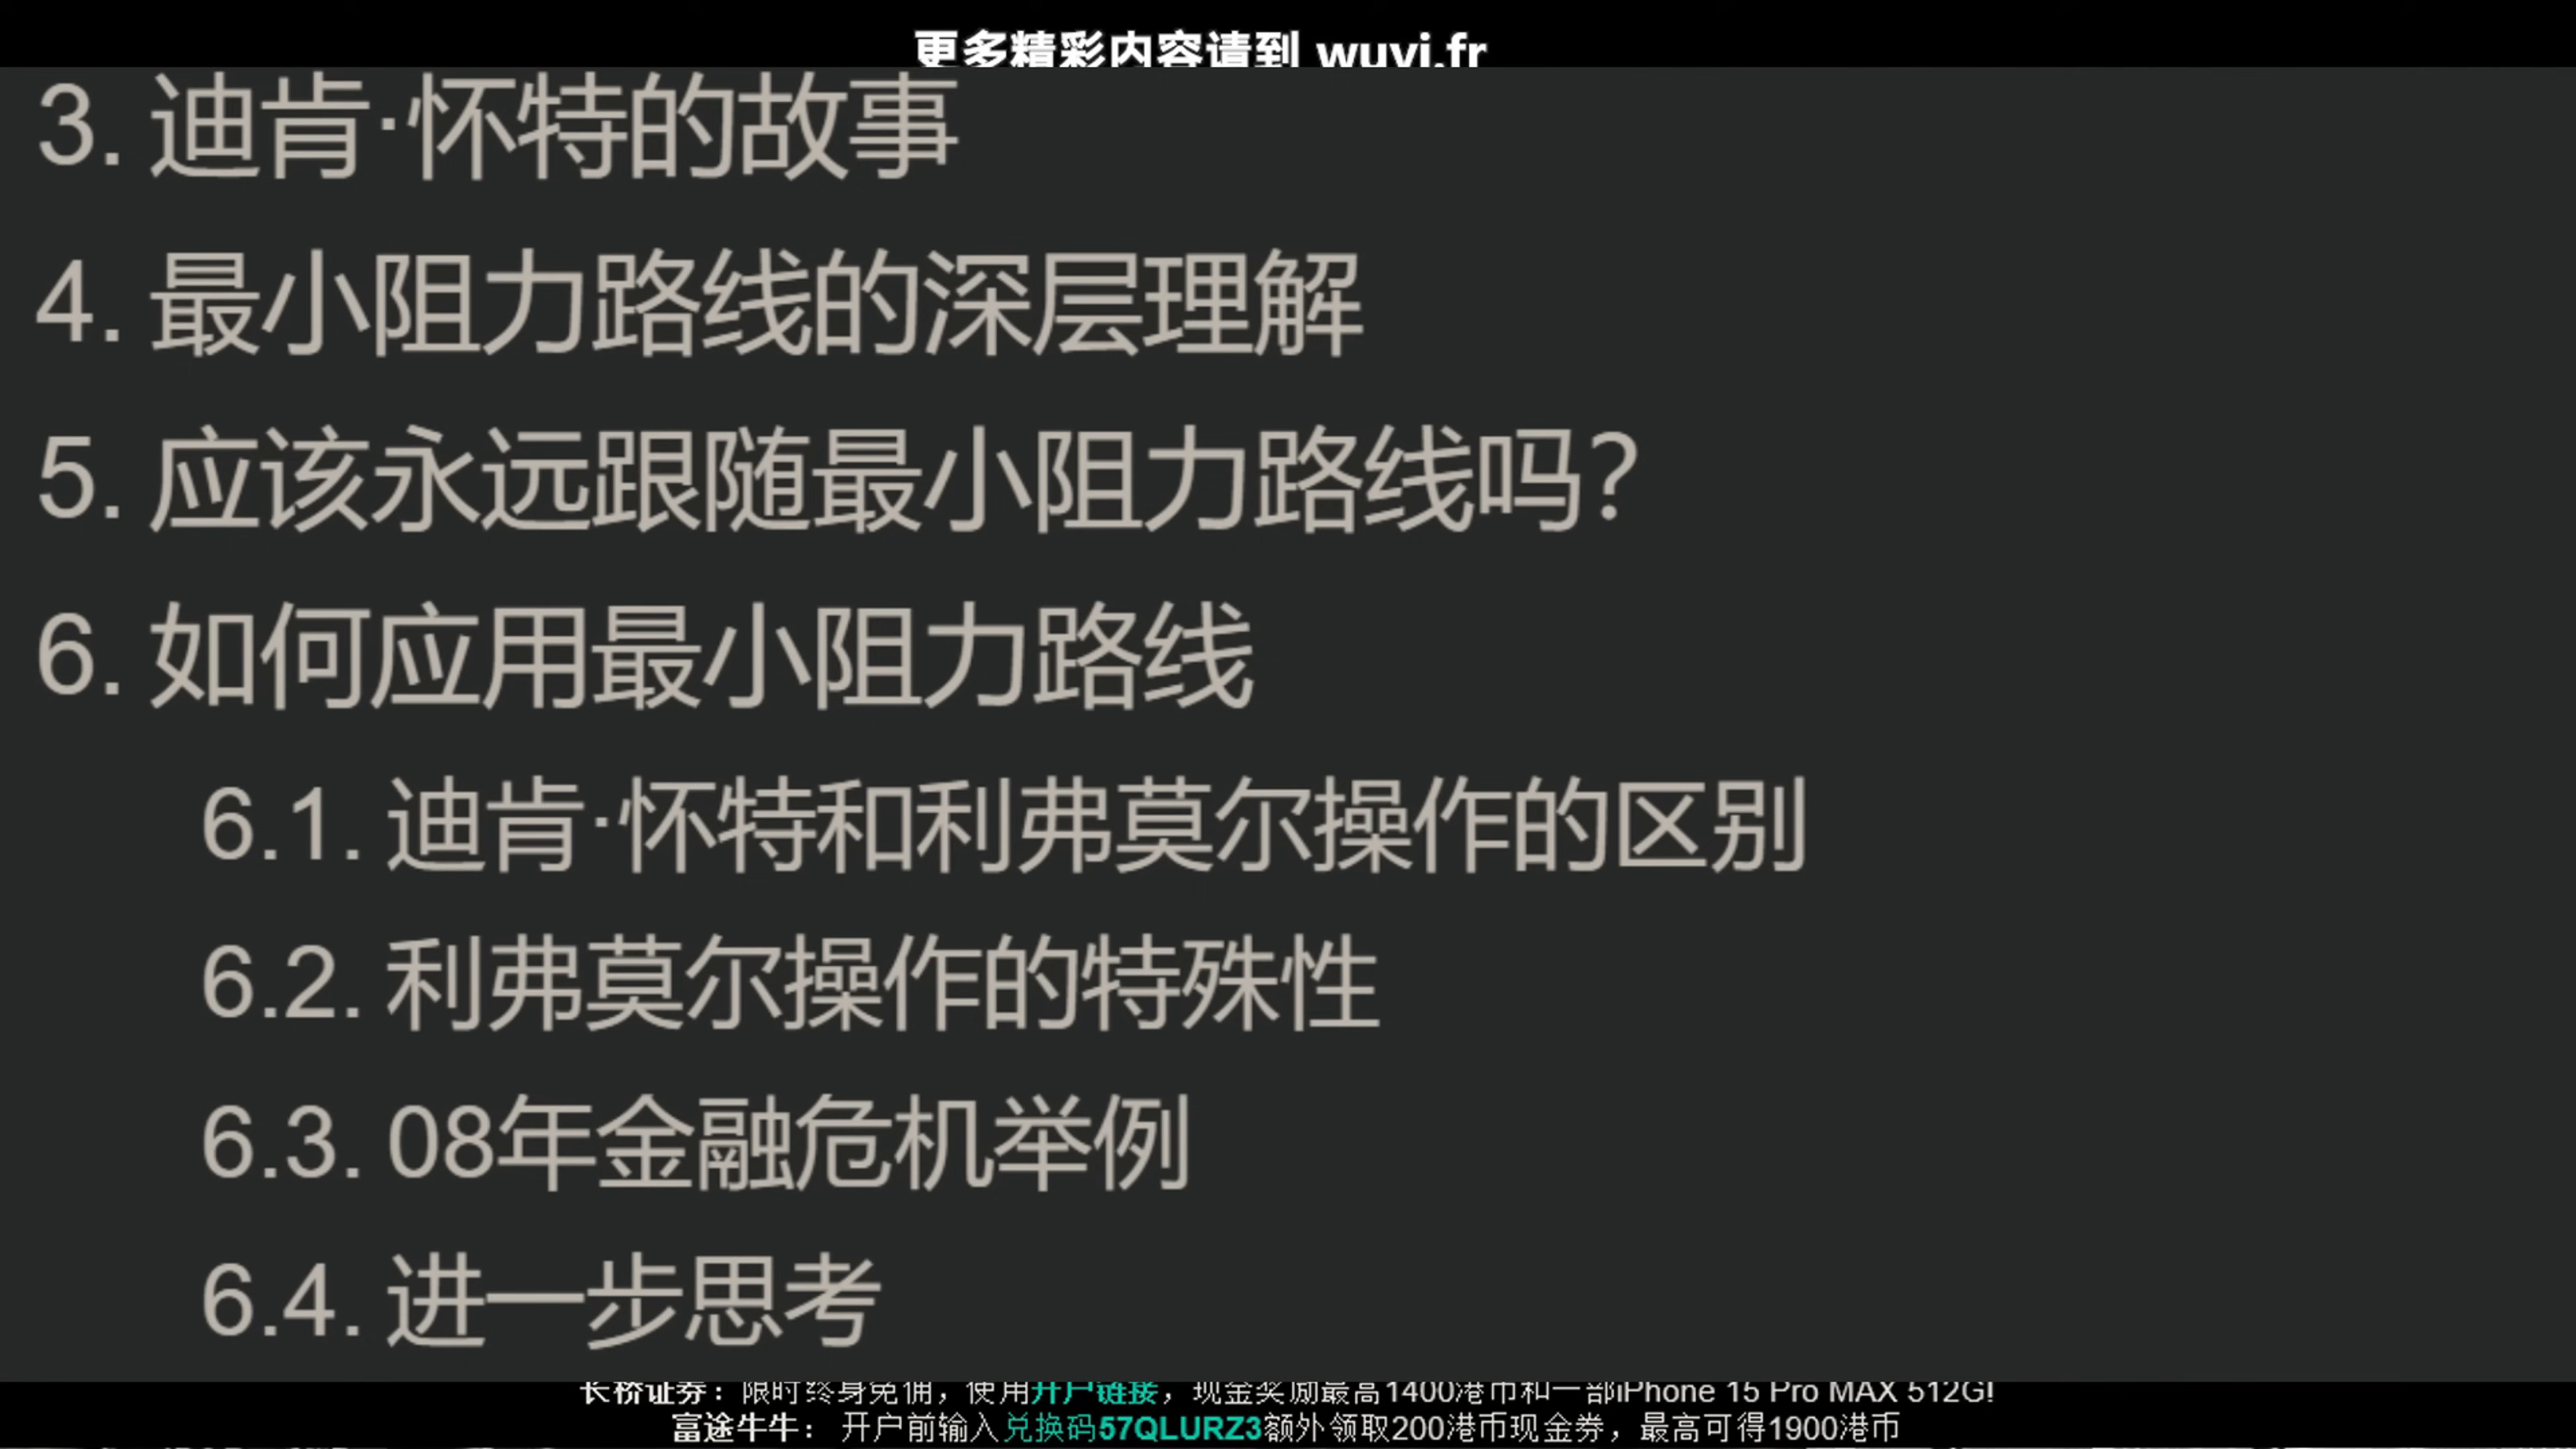 更多精彩内容请到 wuvi.fr
3. 迪肯·怀特的故事
4. 最小阻力路线的深层理解
5. 应该永远跟随最小阻力路线吗?
6. 如何应用最小阻力路线
6.1. 迪肯·怀特和利弗莫尔操作的区别
6.2. 利弗莫尔操作的特殊性
6.3. 08年金融危机举例
6.4. 进一步思考
长桥证券：限时终身免佣，使用开户链接，现金奖励最高1400港币和一部iPhone 15 Pro MAX 512G!
富途牛牛： 开户前输入兑换码57QLURZ3额外领取200港币现金券，最高可得1900港币